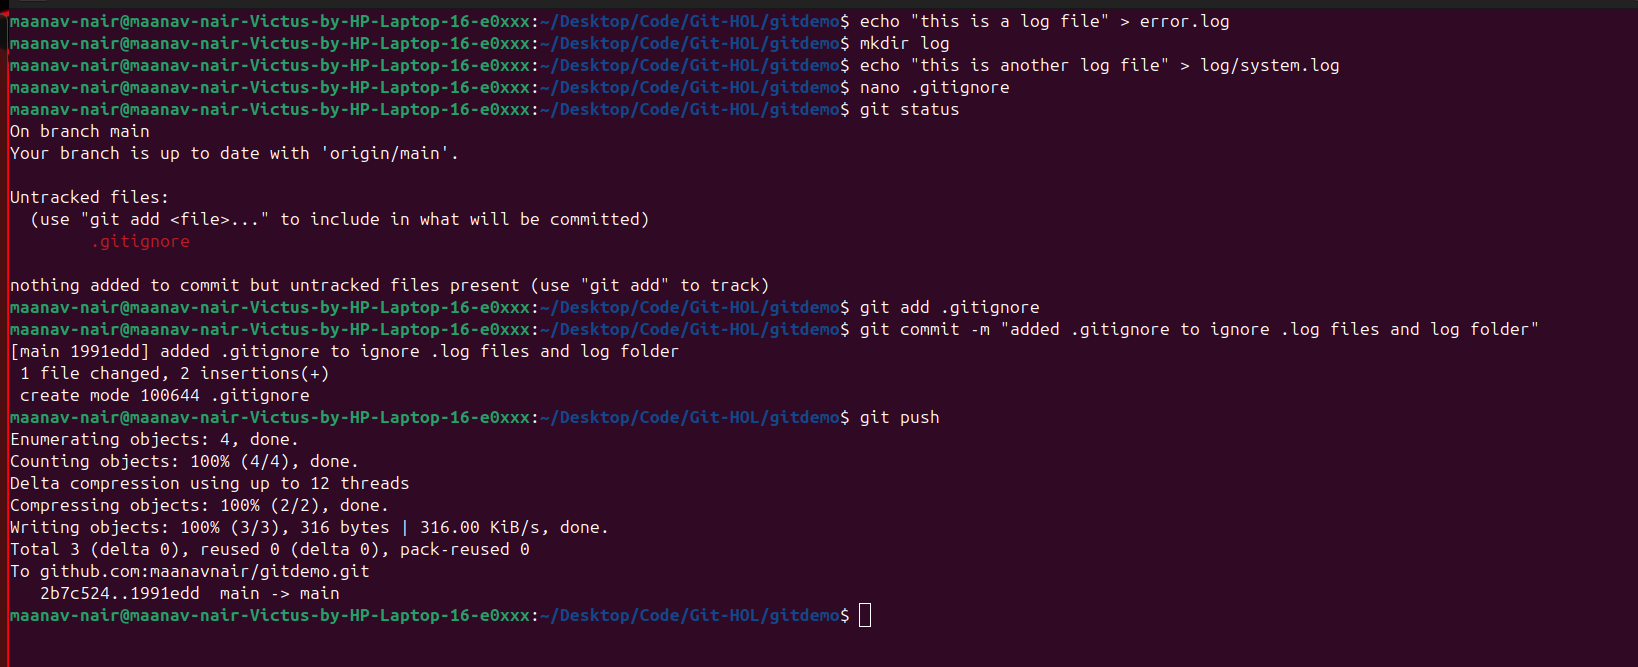 maanav-nair@maanav-nair-Victus-by-HP-Laptop-16-e0xxx:~/Desktop/Code/Git-HOL/gitdemo$ echo "this is a log file" > error.log
maanav-nair@maanav-nair-Victus-by-HP-Laptop-16-e0xxx:~/Desktop/Code/Git-HOL/gitdemo$ mkdir log
maanav-nair@maanav-nair-Victus-by-HP-Laptop-16-e0xxx:~/Desktop/Code/Git-HOL/gitdemo$ echo "this is another log file" > log/system.log
maanav-nair@maanav-nair-Victus-by-HP-Laptop-16-e0xxx:~/Desktop/Code/Git-HOL/gitdemo$ nano .gitignore
maanav-nair@maanav-nair-Victus-by-HP-Laptop-16-e0xxx:~/Desktop/Code/Git-HOL/gitdemo$ git status
On branch main
Your branch is up to date with 'origin/main'.
Untracked files:
  (use "git add <file>..." to include in what will be committed)
        .gitignore
nothing added to commit but untracked files present (use "git add" to track)
maanav-nair@maanav-nair-Victus-by-HP-Laptop-16-e0xxx:~/Desktop/Code/Git-HOL/gitdemo$ git add .gitignore
maanav-nair@maanav-nair-Victus-by-HP-Laptop-16-e0xxx:~/Desktop/Code/Git-HOL/gitdemo$ git commit -m "added .gitignore to ignore .log files and log folder"
[main 1991edd] added .gitignore to ignore .log files and log folder
 1 file changed, 2 insertions(+)
 create mode 100644 .gitignore
maanav-nair@maanav-nair-Victus-by-HP-Laptop-16-e0xxx:~/Desktop/Code/Git-HOL/gitdemo$ git push
Enumerating objects: 4, done.
Counting objects: 100% (4/4), done.
Delta compression using up to 12 threads
Compressing objects: 100% (2/2), done.
Writing objects: 100% (3/3), 316 bytes | 316.00 KiB/s, done.
Total 3 (delta 0), reused 0 (delta 0), pack-reused 0
To github.com:maanavnair/gitdemo.git
   2b7c524..1991edd  main -> main
maanav-nair@maanav-nair-Victus-by-HP-Laptop-16-e0xxx:~/Desktop/Code/Git-HOL/gitdemo$